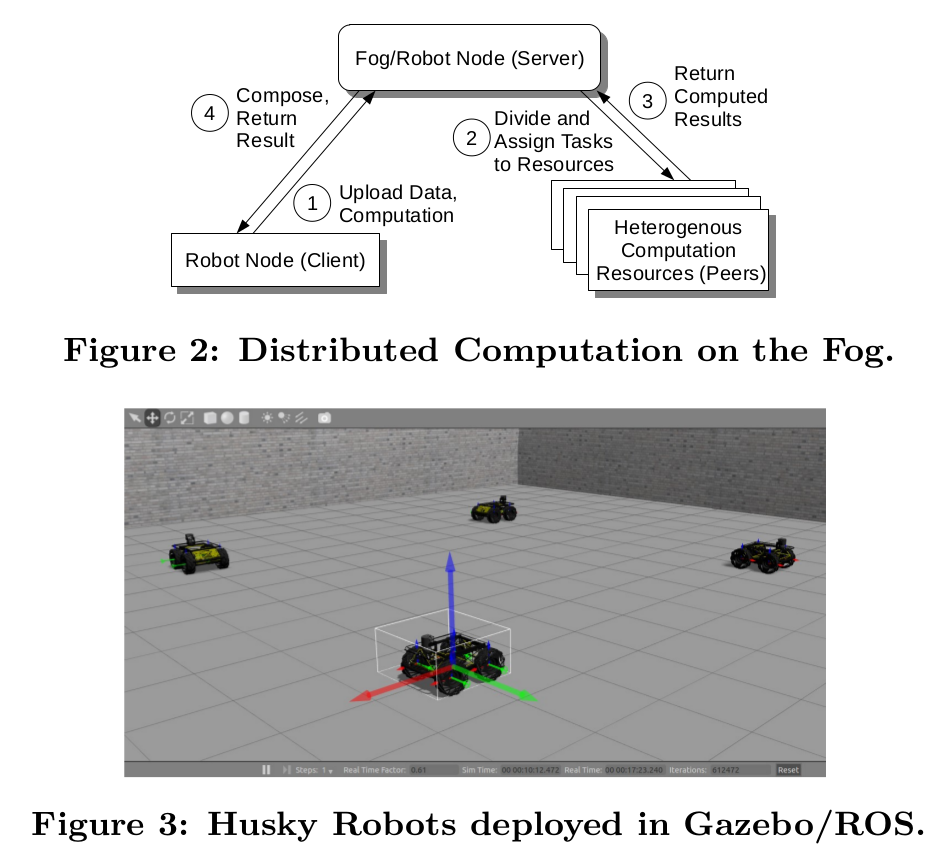 Fog/Robot Node (Server)
4
Compose,
Return
Result
3
Return
Computed
Results
2
Divide and
Assign Tasks
to Resources
1
Upload Data,
Computation
Robot Node (Client)
Heterogenous
Computation
Resources (Peers)
Figure 2: Distributed Computation on the Fog.
Steps: 1 Real Time Factor: 0.61 Sim Time: 00 00:10:12.472 Real Time: 00 00:17:23.240 Iterations: 612472 Reset
Figure 3: Husky Robots deployed in Gazebo/ROS.